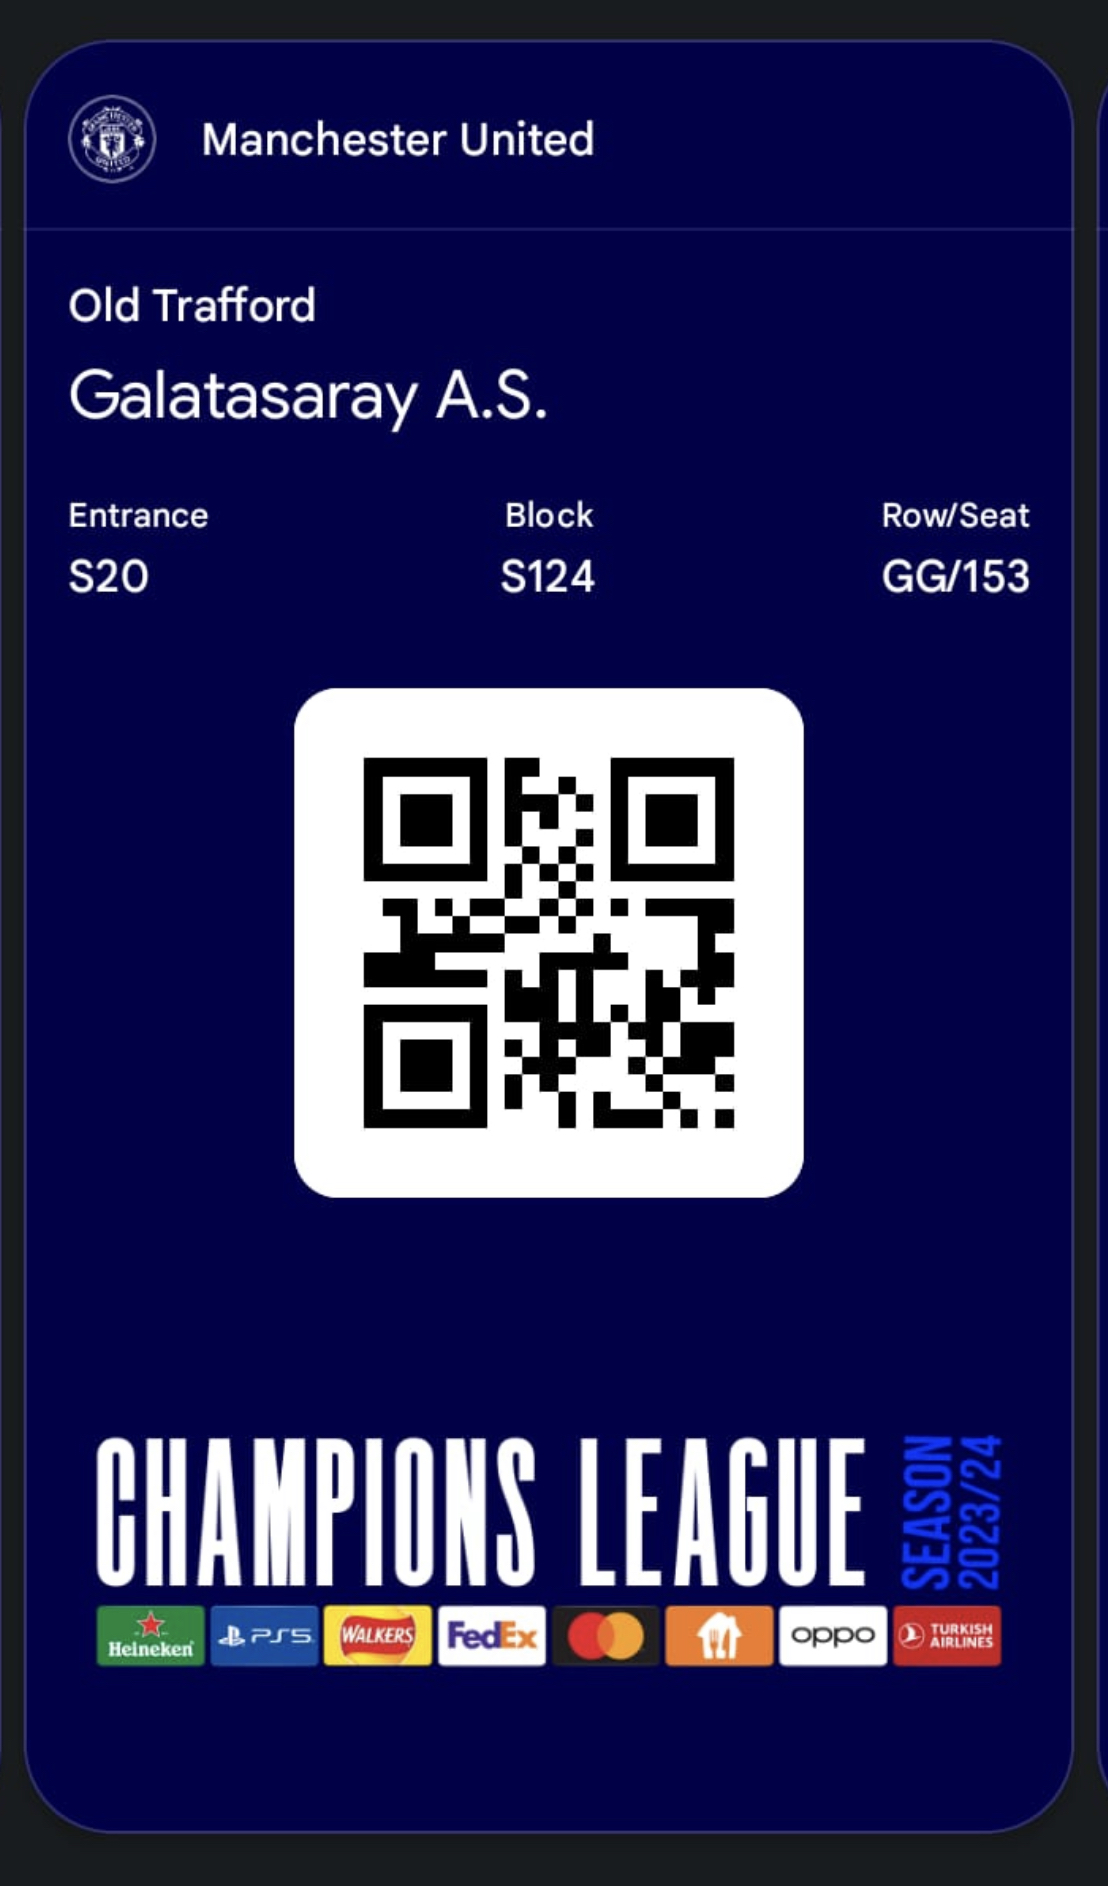 Manchester United
Old Trafford
Galatasaray A.S.
Entrance Block Row/Seat
S20 S124 GG/153
CHAMPIONS LEAGUE SEASON 2023/24
Heineken PS5 WALKERS FedEx oppo TURKISH AIRLINES